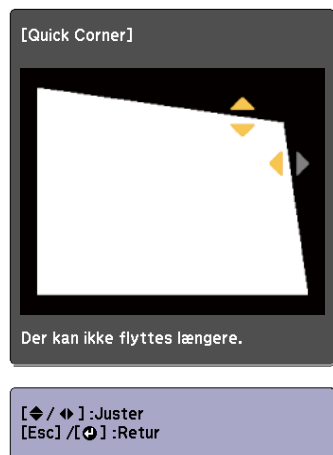 [Quick Corner]
Der kan ikke flyttes længere.
[◆/◆] :Juster
[Esc] /[↵] :Retur